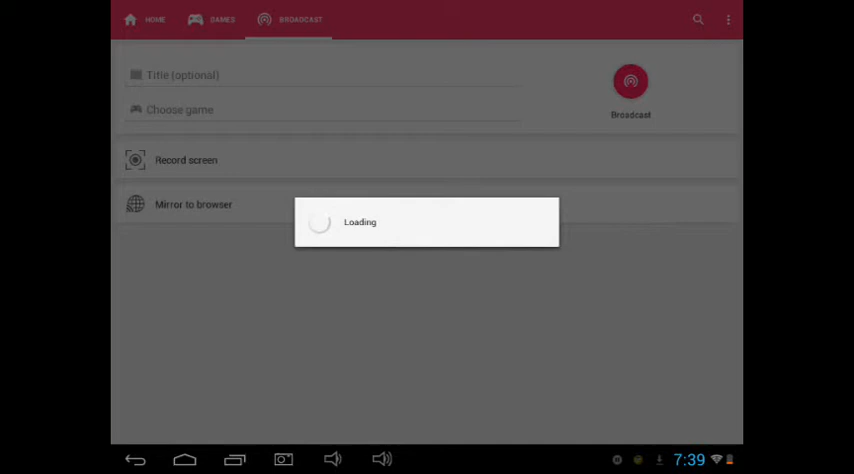 HOME GAMES BROADCAST
Title (optional)
Choose game
Broadcast
Record screen
Mirror to browser
Loading
7:39